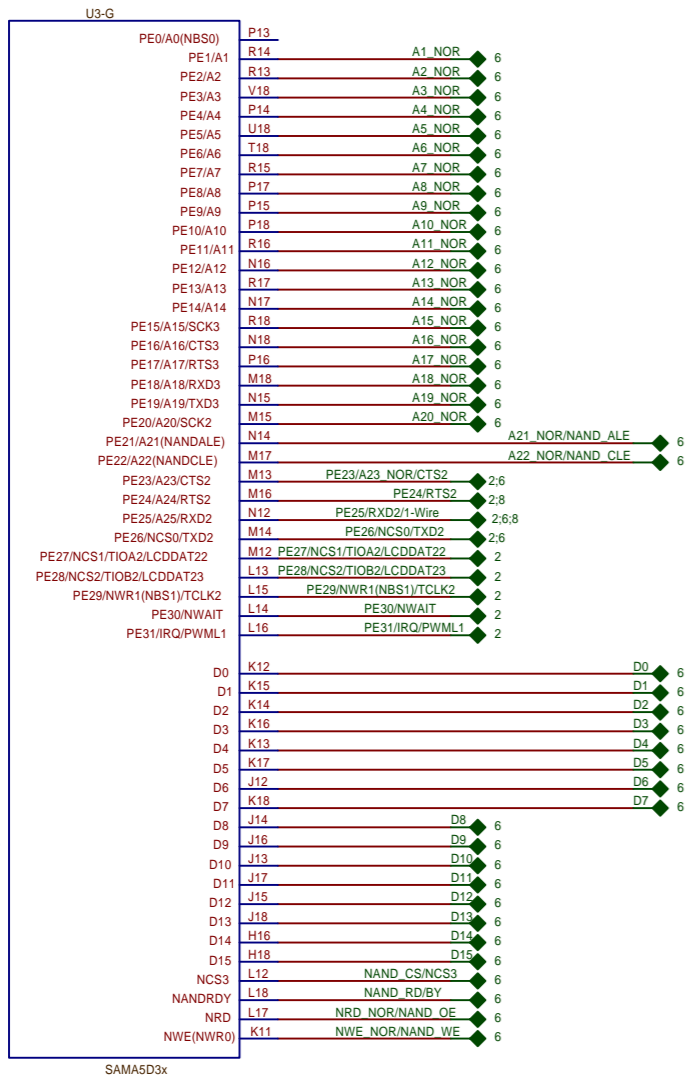 U3-G
PE0/A0(NBS0) P13
PE1/A1 R14 A1_NOR 6
PE2/A2 R13 A2_NOR 6
PE3/A3 V18 A3_NOR 6
PE4/A4 P14 A4_NOR 6
PE5/A5 U18 A5_NOR 6
PE6/A6 T18 A6_NOR 6
PE7/A7 R15 A7_NOR 6
PE8/A8 P17 A8_NOR 6
PE9/A9 P15 A9_NOR 6
PE10/A10 P18 A10_NOR 6
PE11/A11 R16 A11_NOR 6
PE12/A12 N16 A12_NOR 6
PE13/A13 R17 A13_NOR 6
PE14/A14 N17 A14_NOR 6
PE15/A15/SCK3 R18 A15_NOR 6
PE16/A16/CTS3 N18 A16_NOR 6
PE17/A17/RTS3 P16 A17_NOR 6
PE18/A18/RXD3 M18 A18_NOR 6
PE19/A19/TXD3 N15 A19_NOR 6
PE20/A20/SCK2 M15 A20_NOR 6
PE21/A21(NANDALE) N14 A21_NOR/NAND_ALE 6
PE22/A22(NANDCLE) M17 A22_NOR/NAND_CLE 6
PE23/A23/CTS2 M13 PE23/A23_NOR/CTS2 2;6
PE24/A24/RTS2 M16 PE24/RTS2 2;8
PE25/A25/RXD2 N12 PE25/RXD2/1-Wire 2;6;8
PE26/NCS0/TXD2 M14 PE26/NCS0/TXD2 2;6
PE27/NCS1/TIOA2/LCDDAT22 M12 PE27/NCS1/TIOA2/LCDDAT22 2
PE28/NCS2/TIOB2/LCDDAT23 L13 PE28/NCS2/TIOB2/LCDDAT23 2
PE29/NWR1(NBS1)/TCLK2 L15 PE29/NWR1(NBS1)/TCLK2 2
PE30/NWAIT L14 PE30/NWAIT 2
PE31/IRQ/PWML1 L16 PE31/IRQ/PWML1 2
D0 K12 D0 6
D1 K15 D1 6
D2 K14 D2 6
D3 K16 D3 6
D4 K13 D4 6
D5 K17 D5 6
D6 J12 D6 6
D7 K18 D7 6
D8 J14 D8 6
D9 J16 D9 6
D10 J13 D10 6
D11 J17 D11 6
D12 J15 D12 6
D13 J18 D13 6
D14 H16 D14 6
D15 H18 D15 6
NCS3 L12 NAND_CS/NCS3 6
NANDRDY L18 NAND_RD/BY 6
NRD L17 NRD_NOR/NAND_OE 6
NWE(NWR0) K11 NWE_NOR/NAND_WE 6
SAMA5D3x